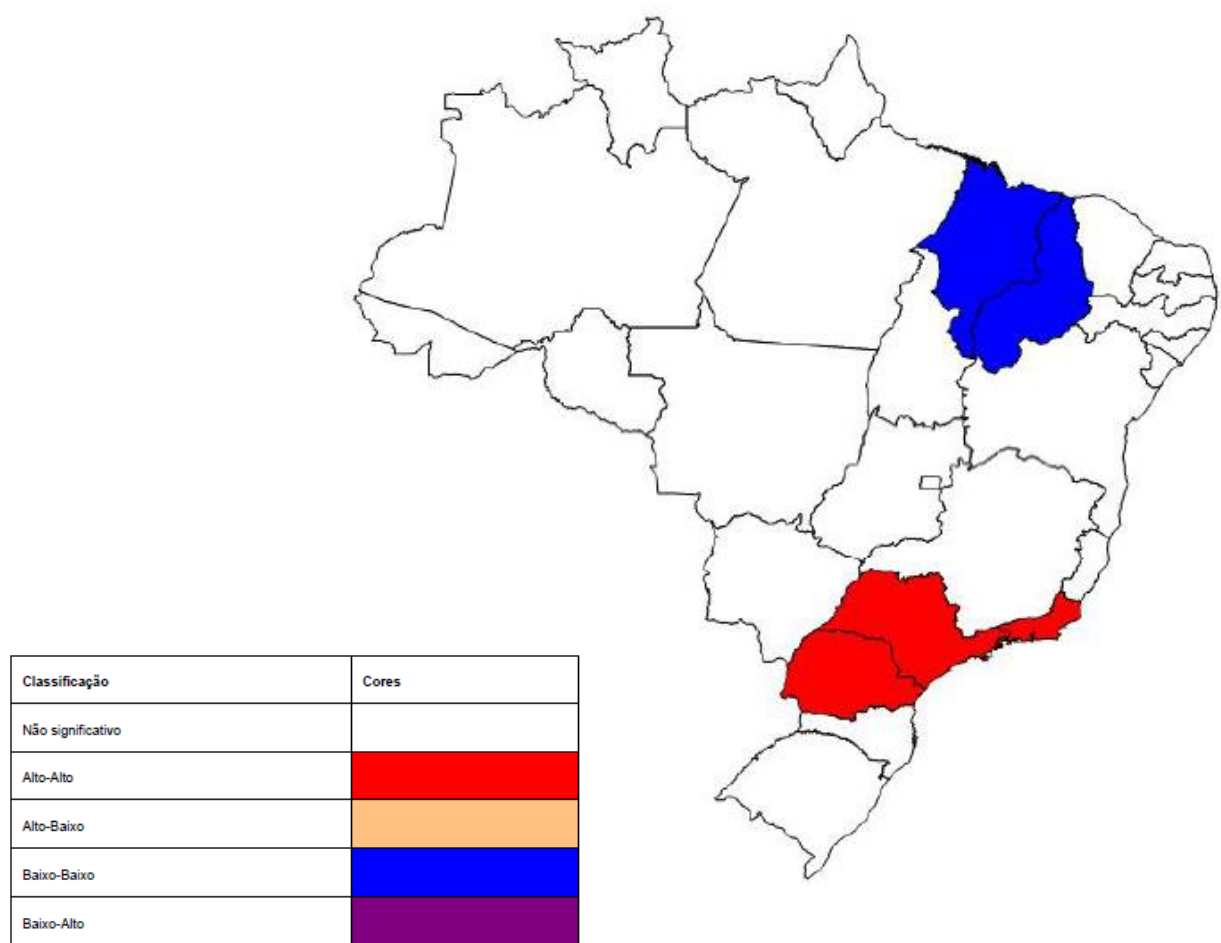 Classificação Cores
Não significativo
Alto-Alto
Alto-Baixo
Baixo-Baixo
Baixo-Alto